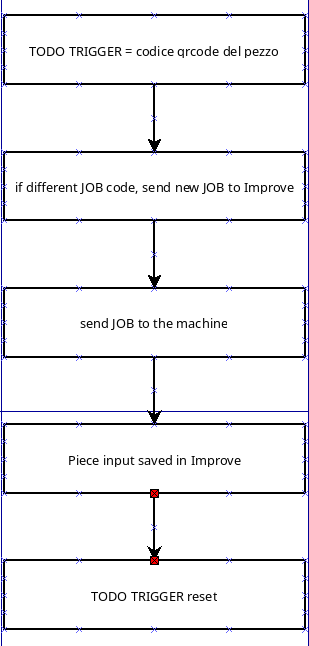 TODO TRIGGER = codice qrcode del pezzo
if different JOB code, send new JOB to Improve
send JOB to the machine
Piece input saved in Improve
TODO TRIGGER reset